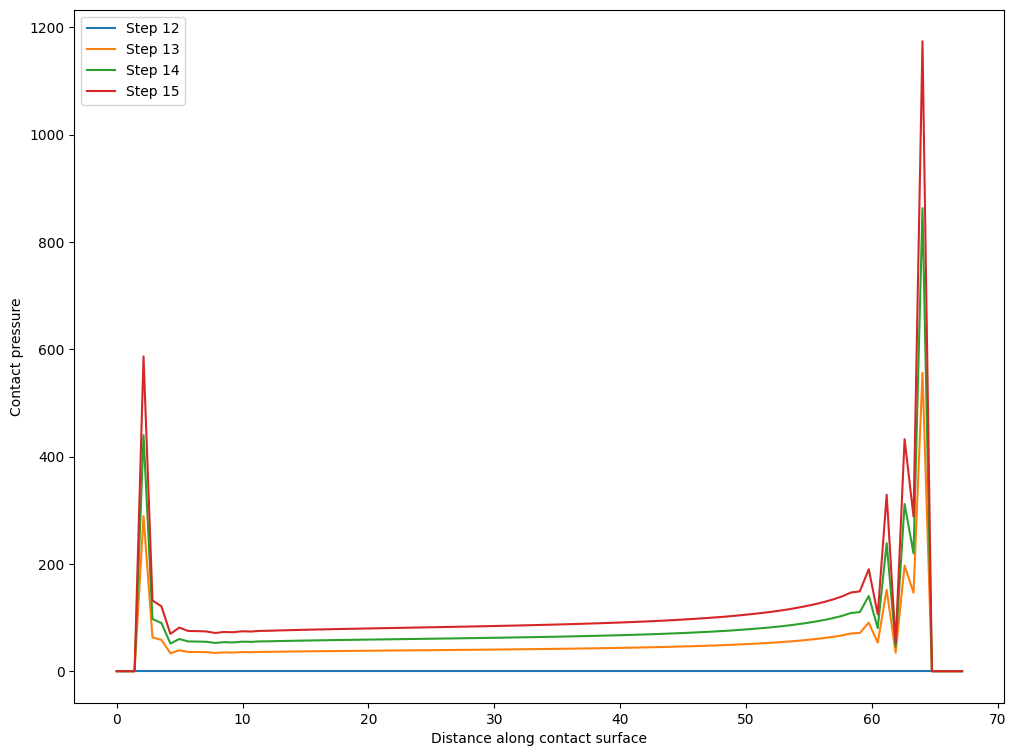 Step 12
Step 13
Step 14
Step 15
1200
1000
800
600
400
200
0
Contact pressure
0 10 20 30 40 50 60 70
Distance along contact surface